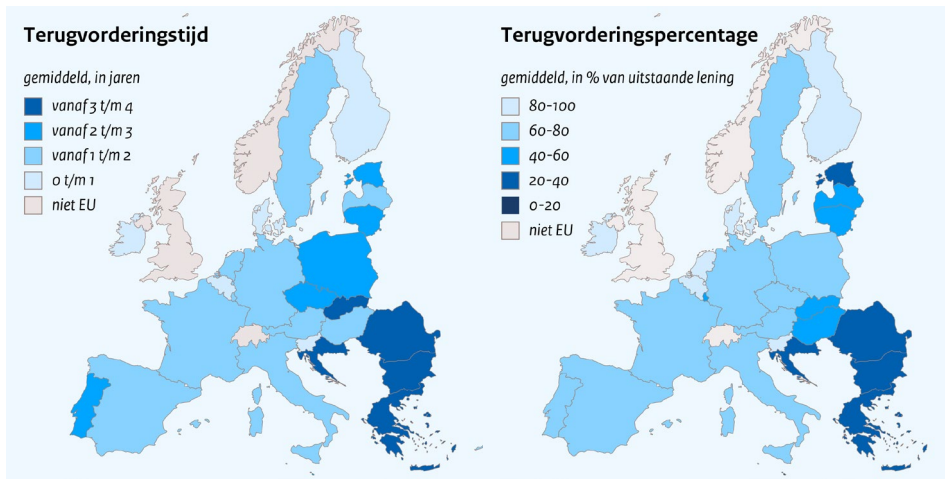 Terugvorderingstijd
gemiddeld, in jaren
vanaf 3 t/m 4
vanaf 2 t/m 3
vanaf 1 t/m 2
0 t/m 1
niet EU
Terugvorderingspercentage
gemiddeld, in % van uitstaande lening
80-100
60-80
40-60
20-40
0-20
niet EU